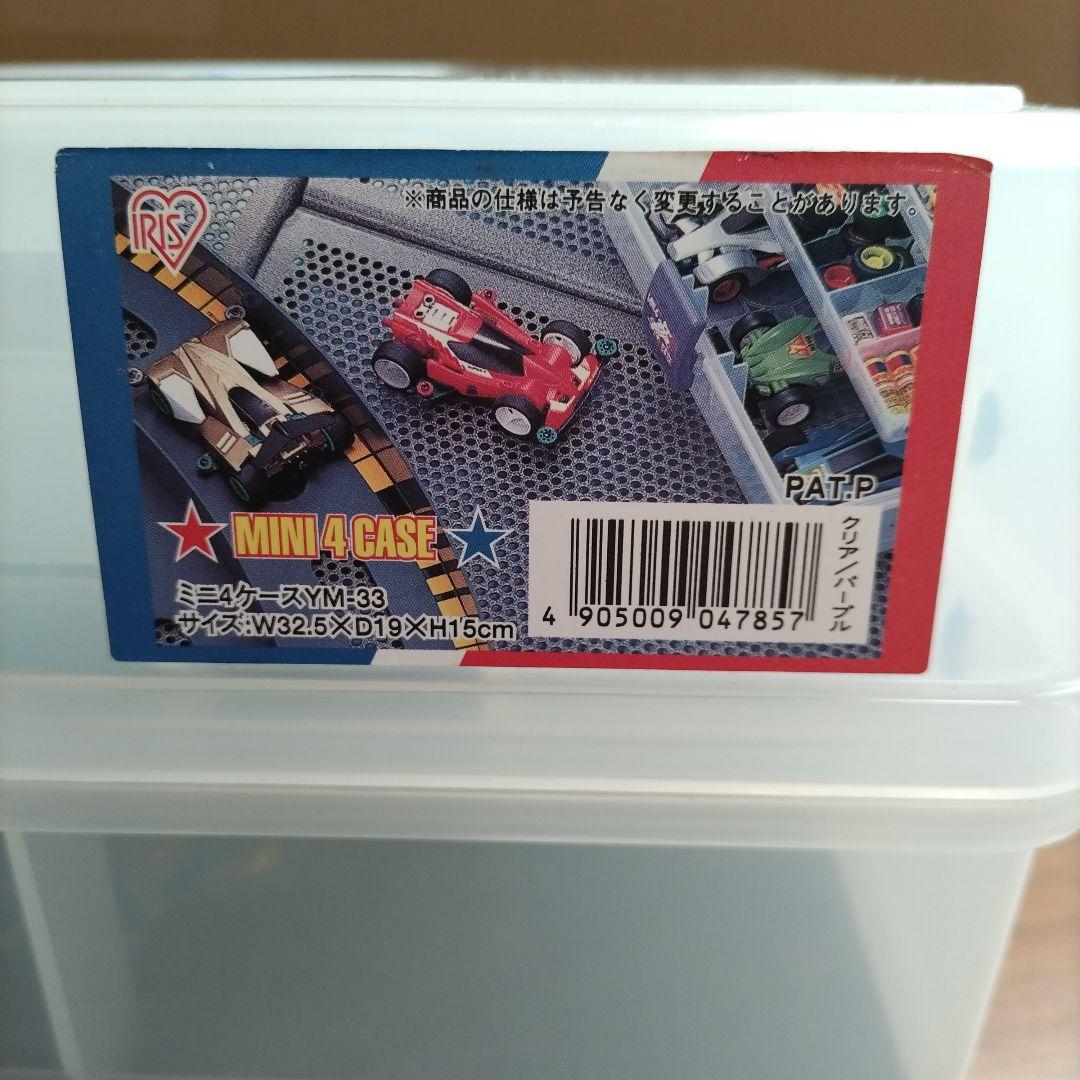 IRIS
※商品の仕様は予告なく変更することがあります。
PAT.P
MINI 4 CASE
ミニ4ケースYM-33
サイズ:W32.5×D19×H15cm
4 905009 047857
クリア/パープル